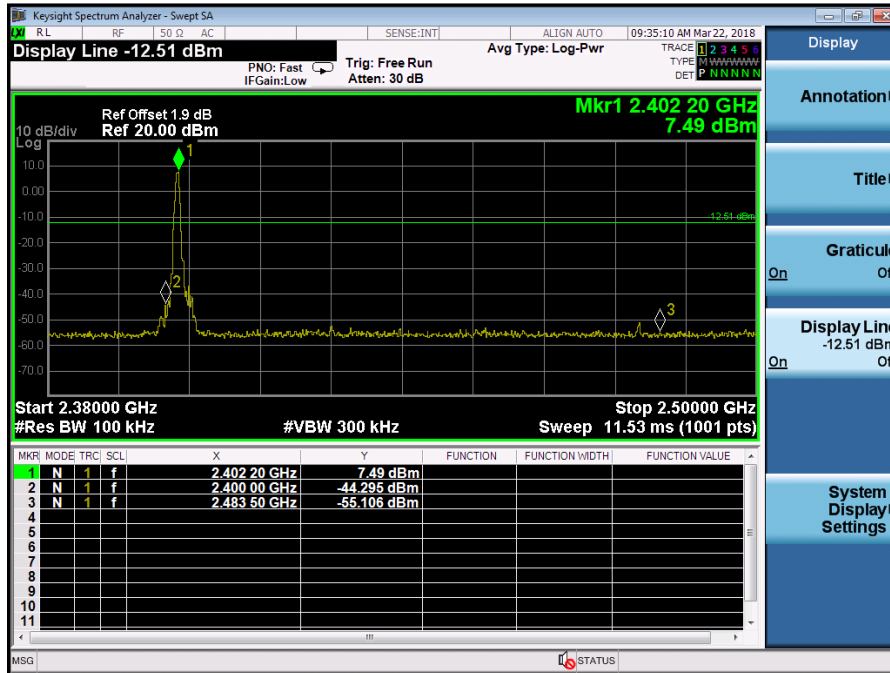 Keysight Spectrum Analyzer - Swept SA
LXI RL RF 50 Ω AC SENSE:INT ALIGN AUTO 09:35:10 AM Mar 22, 2018
Display Line -12.51 dBm
Avg Type: Log-Pwr
TRACE 1 2 3 4 5 6
TYPE M WWWWW
DET P N N N N N
PNO: Fast
IFGain:Low
Trig: Free Run
Atten: 30 dB
Mkr1 2.402 20 GHz
7.49 dBm
Ref Offset 1.9 dB
10 dB/div Ref 20.00 dBm
Log
1
10.0
0.00
-10.0
-12.51 dBm
-20.0
-30.0
2
-40.0
3
-50.0
-60.0
-70.0
Start 2.38000 GHz Stop 2.50000 GHz
#Res BW 100 kHz #VBW 300 kHz Sweep 11.53 ms (1001 pts)
MKR MODE TRC SCL X Y FUNCTION FUNCTION WIDTH FUNCTION VALUE
1 N 1 f 2.402 20 GHz 7.49 dBm
2 N 1 f 2.400 00 GHz -44.295 dBm
3 N 1 f 2.483 50 GHz -55.106 dBm
4
5
6
7
8
9
10
11
MSG STATUS
Display
Annotation
Title
Graticule
On Of
Display Line
-12.51 dBm
On Of
System
Display
Settings